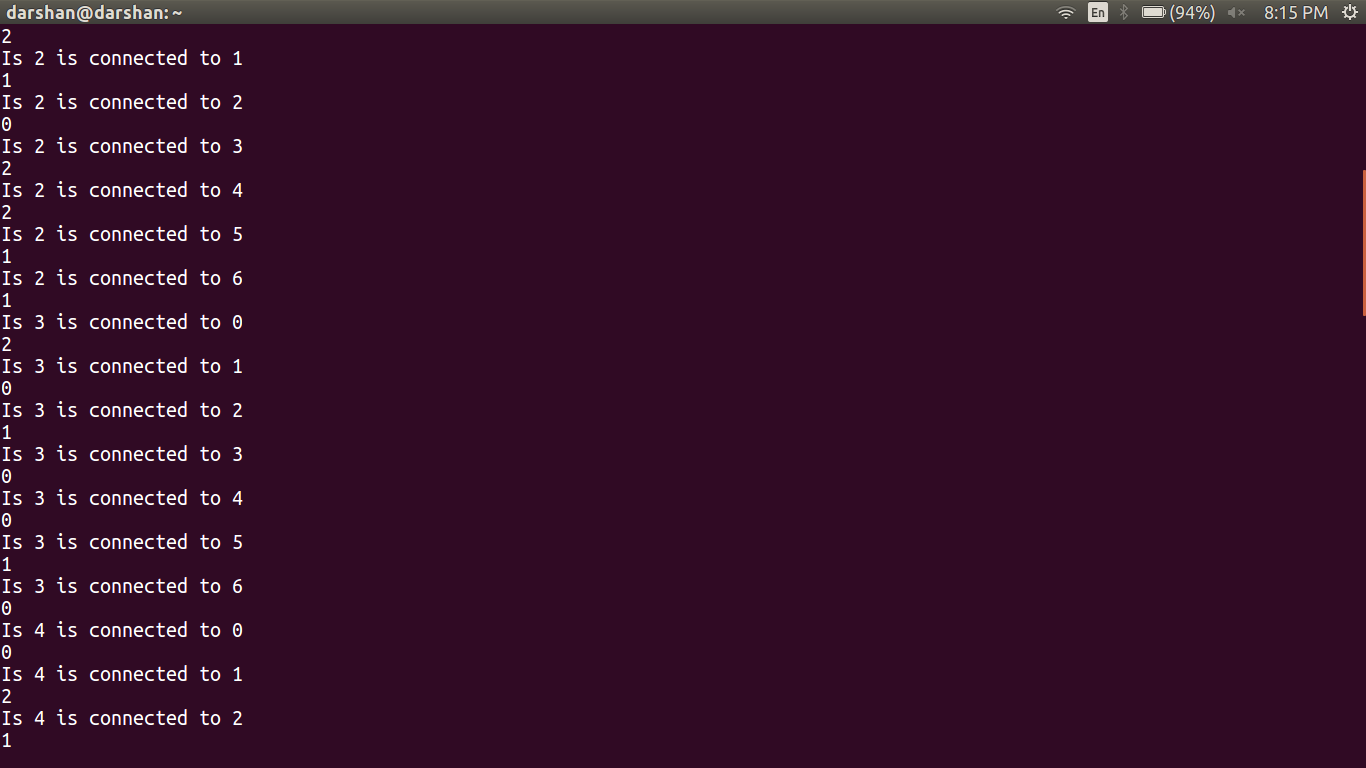 darshan@darshan: ~
En
(94%)
8:15 PM
2
Is 2 is connected to 1
1
Is 2 is connected to 2
0
Is 2 is connected to 3
2
Is 2 is connected to 4
2
Is 2 is connected to 5
1
Is 2 is connected to 6
1
Is 3 is connected to 0
2
Is 3 is connected to 1
0
Is 3 is connected to 2
1
Is 3 is connected to 3
0
Is 3 is connected to 4
0
Is 3 is connected to 5
1
Is 3 is connected to 6
0
Is 4 is connected to 0
0
Is 4 is connected to 1
2
Is 4 is connected to 2
1